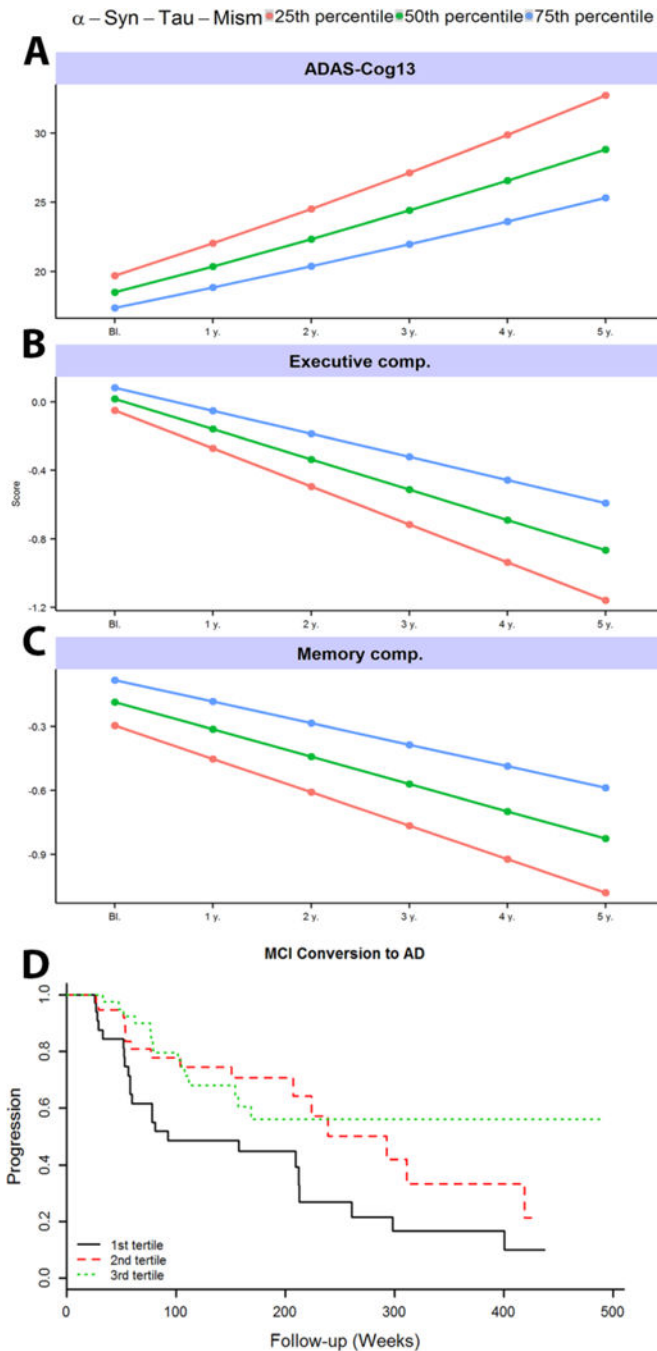 α – Syn – Tau – Mism 25th percentile 50th percentile 75th percentile
A
ADAS-Cog13
30
25
20
Bl. 1 y. 2 y. 3 y. 4 y. 5 y.
B
Executive comp.
0.0
-0.4
Score
-0.8
-1.2
Bl. 1 y. 2 y. 3 y. 4 y. 5 y.
C
Memory comp.
-0.3
-0.6
-0.9
Bl. 1 y. 2 y. 3 y. 4 y. 5 y.
D
MCI Conversion to AD
1.0
0.8
0.6
0.4
0.2
0.0
Progression
1st tertile
2nd tertile
3rd tertile
0 100 200 300 400 500
Follow-up (Weeks)